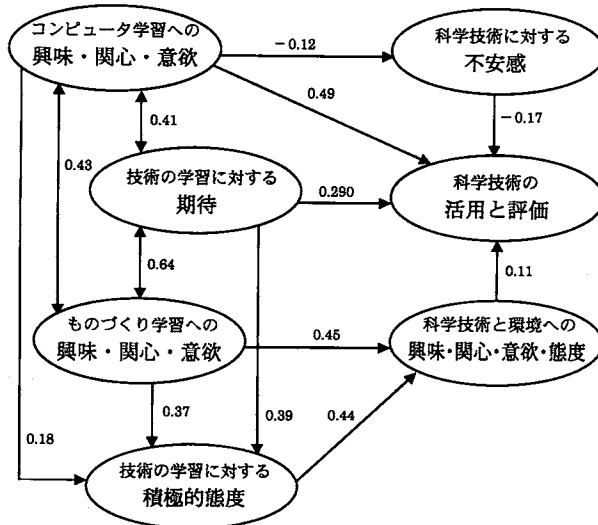 コンピュータ学習への
興味・関心・意欲
-0.12
科学技術に対する
不安感
0.49
-0.17
0.41
0.43
技術の学習に対する
期待
0.290
科学技術の
活用と評価
0.64
0.11
ものづくり学習への
興味・関心・意欲
0.45
科学技術と環境への
興味・関心・意欲・態度
0.37
0.39
0.44
0.18
技術の学習に対する
積極的態度